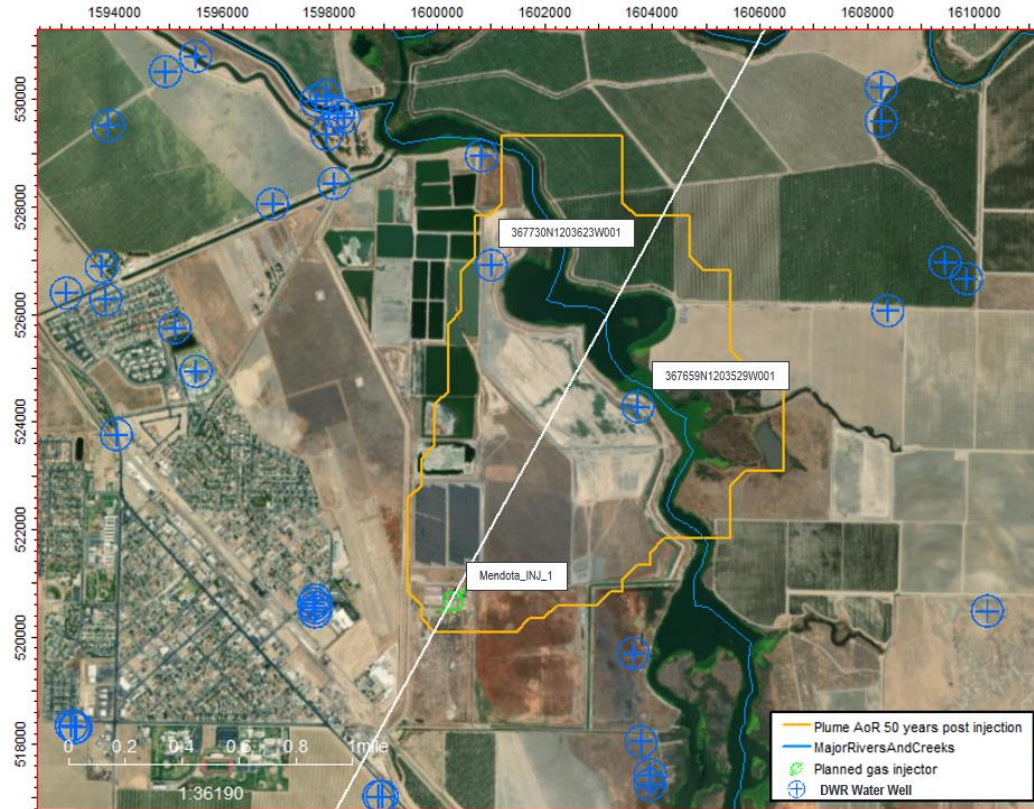 1594000 1596000 1598000 1600000 1602000 1604000 1606000 1608000 1610000
530000
528000
526000
524000
522000
520000
518000
367730N1203623W001
367659N1203529W001
Mendota_INJ_1
0 0.2 0.4 0.6 0.8 1mile
1:36190
Plume AoR 50 years post injection
MajorRiversAndCreeks
Planned gas injector
DWR Water Well